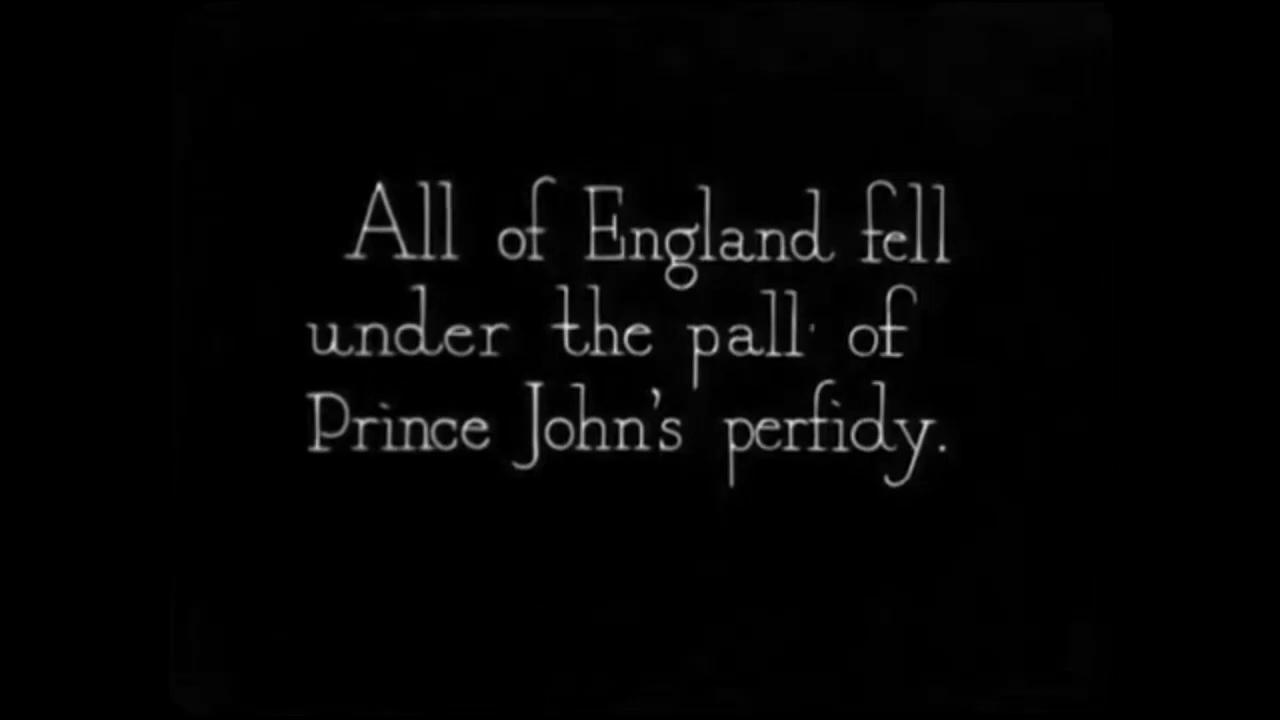 All of England fell
under the pall of
Prince John's perfidy.